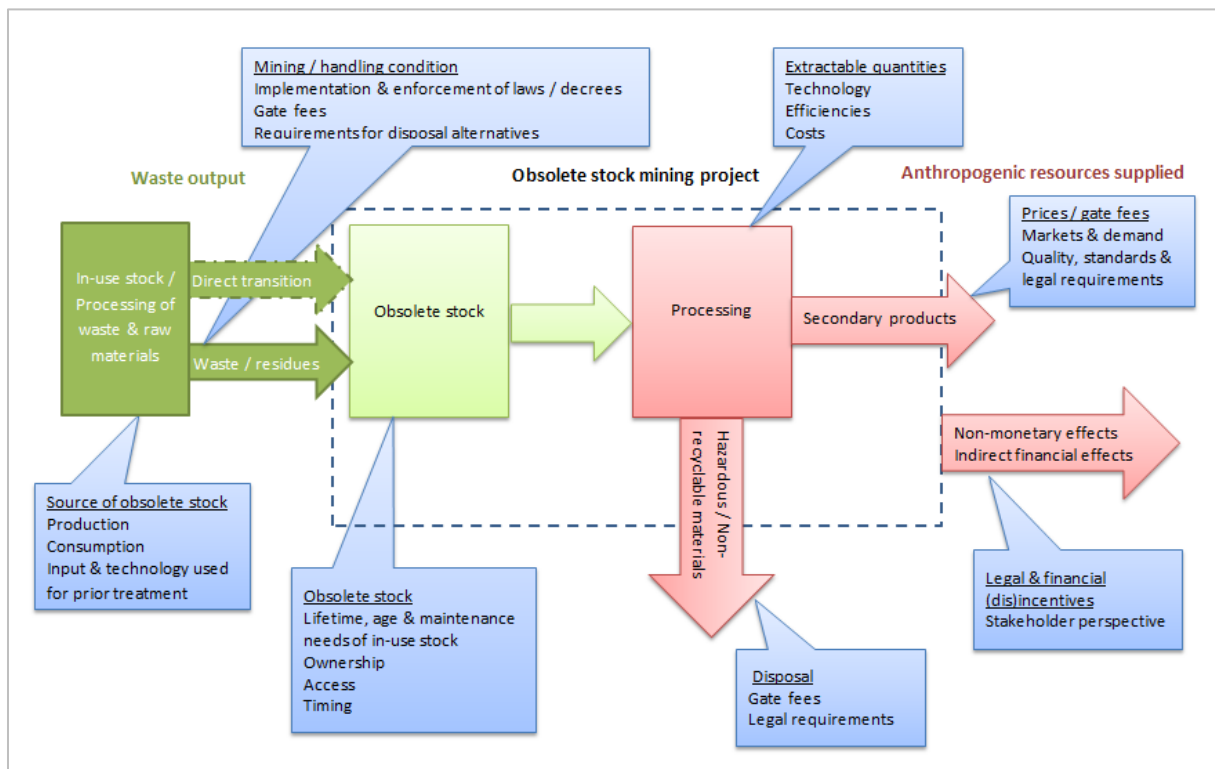 Mining / handling condition
Implementation & enforcement of laws / decrees
Gate fees
Requirements for disposal alternatives
Extractable quantities
Technology
Efficiencies
Costs
Waste output
Obsolete stock mining project
Anthropogenic resources supplied
Prices / gate fees
Markets & demand
Quality, standards &
legal requirements
In-use stock /
Processing of
waste & raw
materials
Direct transition
Waste / residues
Obsolete stock
Processing
Secondary products
Hazardous / Non-
recyclable materials
Non-monetary effects
Indirect financial effects
Source of obsolete stock
Production
Consumption
Input & technology used
for prior treatment
Obsolete stock
Lifetime, age & maintenance
needs of in-use stock
Ownership
Access
Timing
Disposal
Gate fees
Legal requirements
Legal & financial
(dis)incentives
Stakeholder perspective